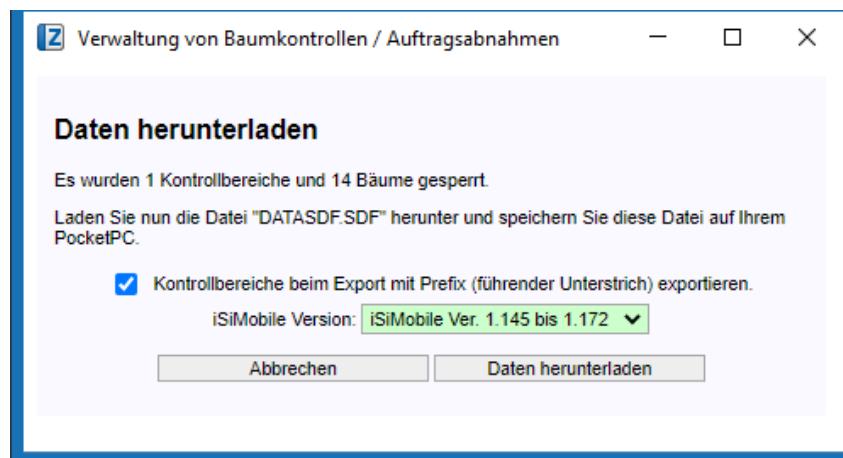 Z Verwaltung von Baumkontrollen / Auftragsabnahmen
Daten herunterladen
Es wurden 1 Kontrollbereiche und 14 Bäume gesperrt.
Laden Sie nun die Datei "DATASDF.SDF" herunter und speichern Sie diese Datei auf Ihrem
PocketPC.
Kontrollbereiche beim Export mit Prefix (führender Unterstrich) exportieren.
iSiMobile Version: iSiMobile Ver. 1.145 bis 1.172
Abbrechen Daten herunterladen